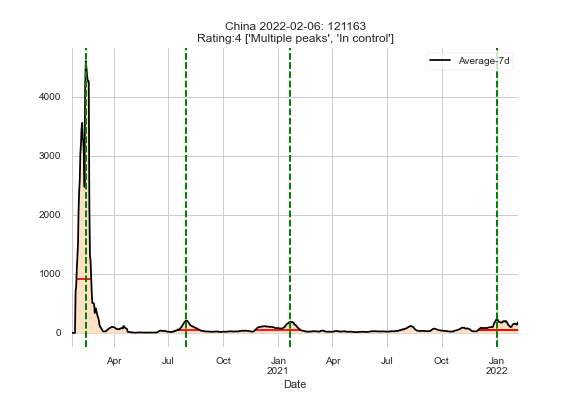 China 2022-02-06: 121163
Rating:4 ['Multiple peaks', 'In control']
Average-7d
4000
3000
2000
1000
0
Apr
Jul
Oct
Jan
2021
Apr
Jul
Oct
Jan
2022
Date